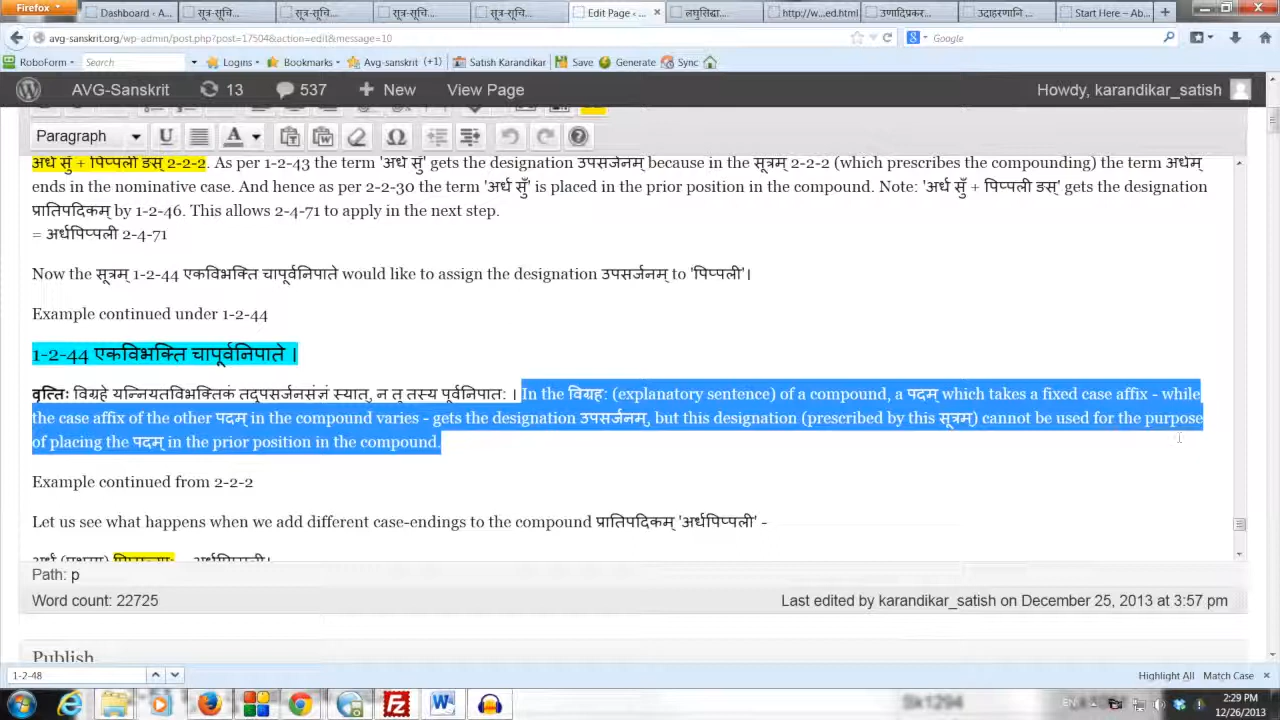 Firefox
Dashboard ‹ A...
सूत्र-सूचि...
सूत्र-सूचि...
सूत्र-सूचि...
सूत्र-सूचि...
Edit Page ‹ ...
लघुसिद्धा...
http://w...ed.html
उणादिप्रकर...
उदाहरणानि ...
Start Here – Ab...
avg-sanskrit.org/wp-admin/post.php?post=17504&action=edit&message=10
Google
RoboForm
Search
Logins
Bookmarks
Avg-sanskrit (+1)
Satish Karandikar
Save
Generate
Sync
AVG-Sanskrit
13
537
New
View Page
Howdy, karandikar_satish
Paragraph
अर्ध सुँ + पिप्पली ङस् 2-2-2. As per 1-2-43 the term 'अर्ध सुँ' gets the designation उपसर्जनम् because in the सूत्रम् 2-2-2 (which prescribes the compounding) the term अर्धम्
ends in the nominative case. And hence as per 2-2-30 the term 'अर्ध सुँ' is placed in the prior position in the compound. Note: 'अर्ध सुँ + पिप्पली ङस्' gets the designation
प्रातिपदिकम् by 1-2-46. This allows 2-4-71 to apply in the next step.
= अर्धपिप्पली 2-4-71
Now the सूत्रम् 1-2-44 एकविभक्ति चापूर्वनिपाते would like to assign the designation उपसर्जनम् to 'पिप्पली'।
Example continued under 1-2-44
1-2-44 एकविभक्ति चापूर्वनिपाते ।
वृत्तिः विग्रहे यन्नियतविभक्तिकं तदुपसर्जनसंज्ञं स्यात्, न तु तस्य पूर्वनिपातः । In the विग्रहः (explanatory sentence) of a compound, a पदम् which takes a fixed case affix - while
the case affix of the other पदम् in the compound varies - gets the designation उपसर्जनम्, but this designation (prescribed by this सूत्रम्) cannot be used for the purpose
of placing the पदम् in the prior position in the compound.
Example continued from 2-2-2
Let us see what happens when we add different case-endings to the compound प्रातिपदिकम् 'अर्धपिप्पली' -
Path: p
Word count: 22725
Last edited by karandikar_satish on December 25, 2013 at 3:57 pm
Publish
1-2-48
Highlight All
Match Case
EN
2:29 PM
12/26/2013